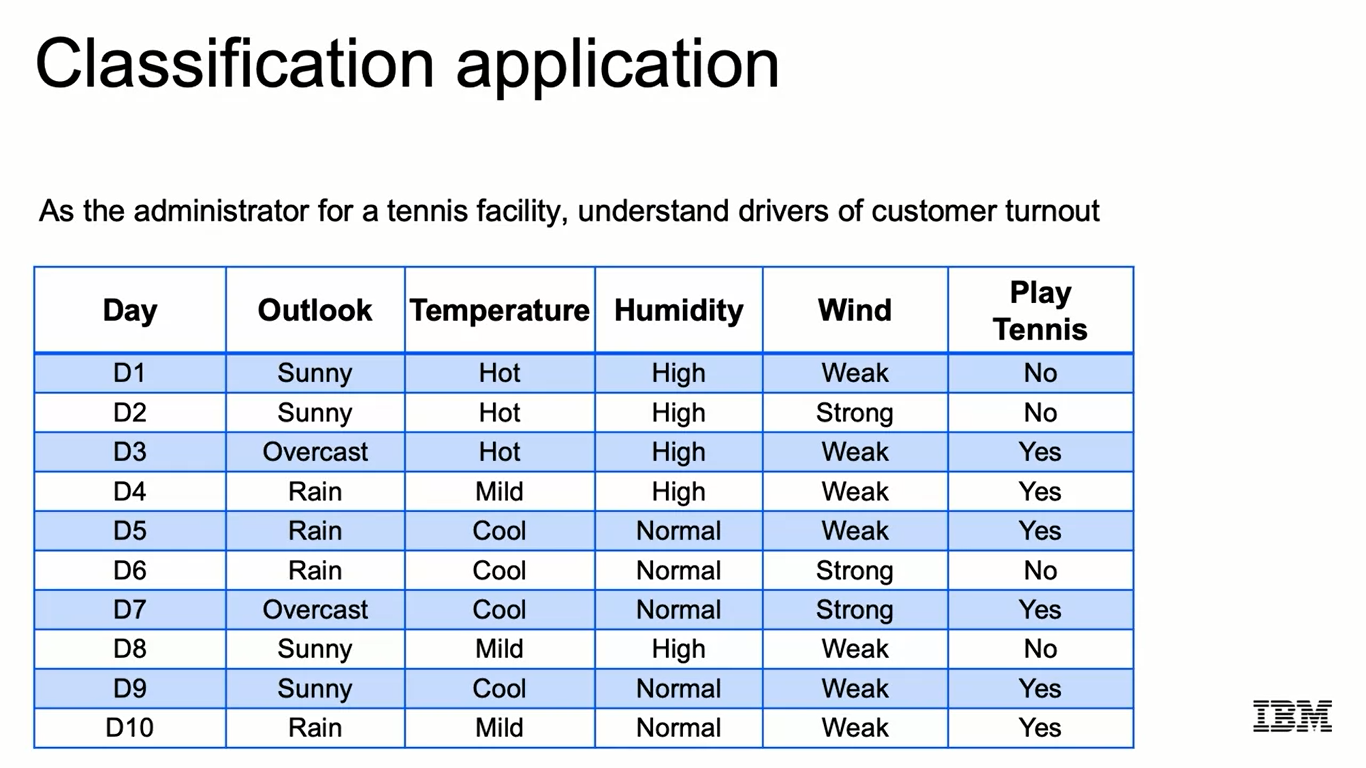 Classification application
As the administrator for a tennis facility, understand drivers of customer turnout
Day Outlook Temperature Humidity Wind Play Tennis
D1 Sunny Hot High Weak No
D2 Sunny Hot High Strong No
D3 Overcast Hot High Weak Yes
D4 Rain Mild High Weak Yes
D5 Rain Cool Normal Weak Yes
D6 Rain Cool Normal Strong No
D7 Overcast Cool Normal Strong Yes
D8 Sunny Mild High Weak No
D9 Sunny Cool Normal Weak Yes
D10 Rain Mild Normal Weak Yes
IBM